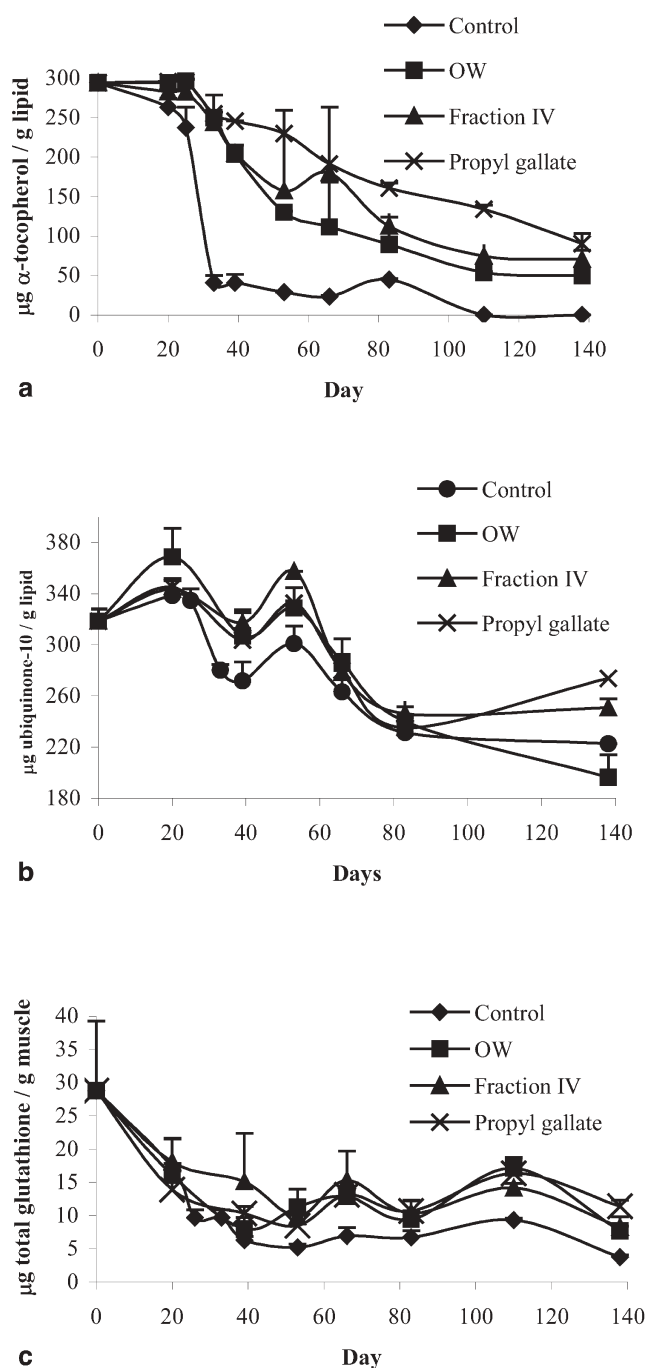 Control
OW
Fraction IV
Propyl gallate
µg α-tocopherol / g lipid
300
250
200
150
100
50
0
0 20 40 60 80 100 120 140
Day
a
Control
OW
Fraction IV
Propyl gallate
µg ubiquinone-10 / g lipid
380
340
300
260
220
180
0 20 40 60 80 100 120 140
Days
b
Control
OW
Fraction IV
Propyl gallate
µg total glutathione / g muscle
40
35
30
25
20
15
10
5
0
0 20 40 60 80 100 120 140
Day
c